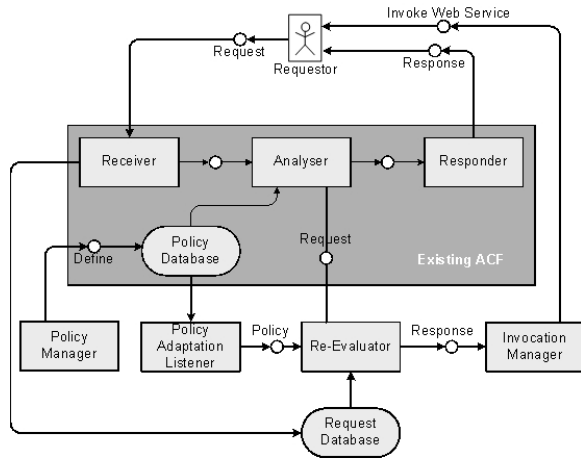 Invoke Web Service
Request
Requestor
Response
Receiver
Analyser
Responder
Policy
Database
Request
Define
Existing ACF
Policy
Manager
Policy
Adaptation
Listener
Policy
Re-Evaluator
Response
Invocation
Manager
Request
Database